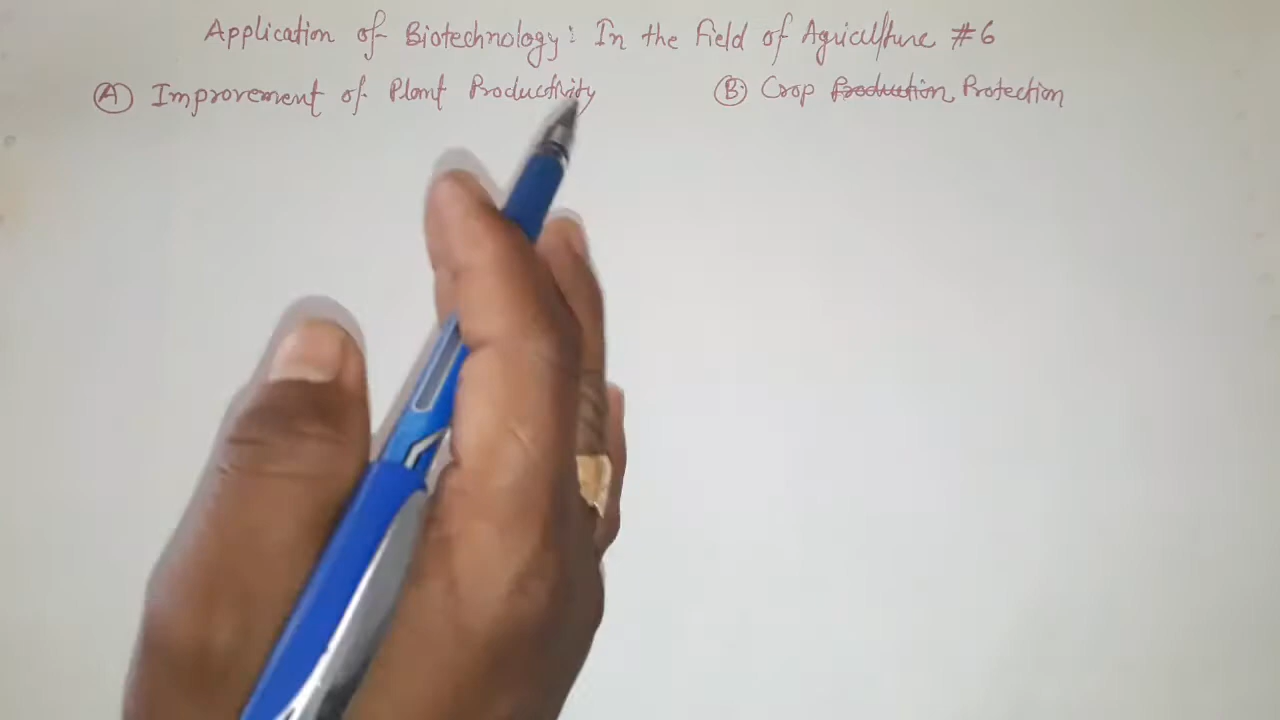 Application of Biotechnology: In the Field of Agriculture #6
A Improvement of Plant Productivity
B Crop Production Protection